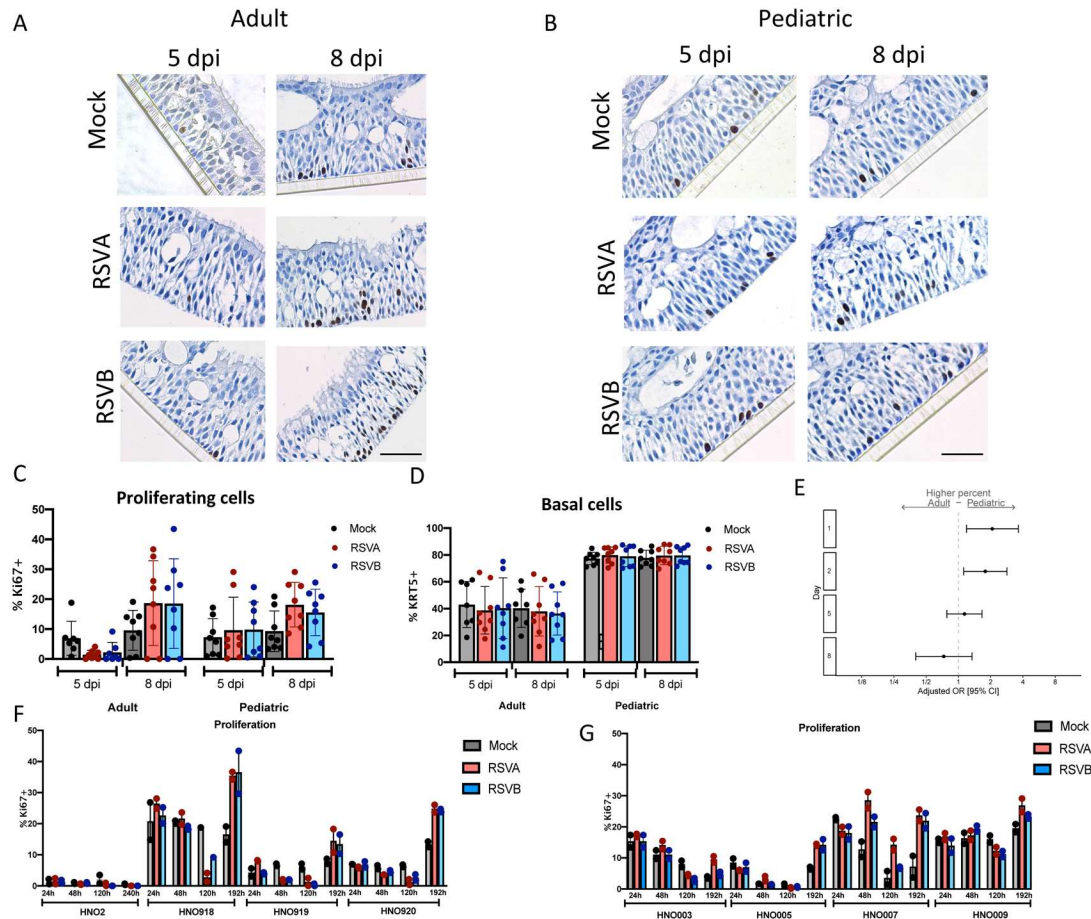 A
Adult
5 dpi
8 dpi
Mock
RSVA
RSVB
B
Pediatric
5 dpi
8 dpi
Mock
RSVA
RSVB
C
Proliferating cells
% Ki67+
50
40
30
20
10
0
Mock
RSVA
RSVB
5 dpi
8 dpi
5 dpi
8 dpi
Adult
Pediatric
D
Basal cells
% KRT5+
100
80
60
40
20
0
Mock
RSVA
RSVB
5 dpi
8 dpi
5 dpi
8 dpi
Adult
Pediatric
E
Higher percent
Adult
Pediatric
Day
1
2
5
8
1/8 1/4 1/2 1 2 4 8
Adjusted OR [95% CI]
F
Proliferation
% Ki67+
50
40
30
20
10
0
Mock
RSVA
RSVB
24h 48h 120h 240h 24h 48h 120h 192h 24h 48h 120h 192h 24h 48h 120h 192h
HNO2 HNO918 HNO919 HNO920
G
Proliferation
% Ki67+
50
40
30
20
10
0
Mock
RSVA
RSVB
24h 48h 120h 192h 24h 48h 120h 192h 24h 48h 120h 192h 24h 48h 120h 192h
HNO003 HNO005 HNO007 HNO009